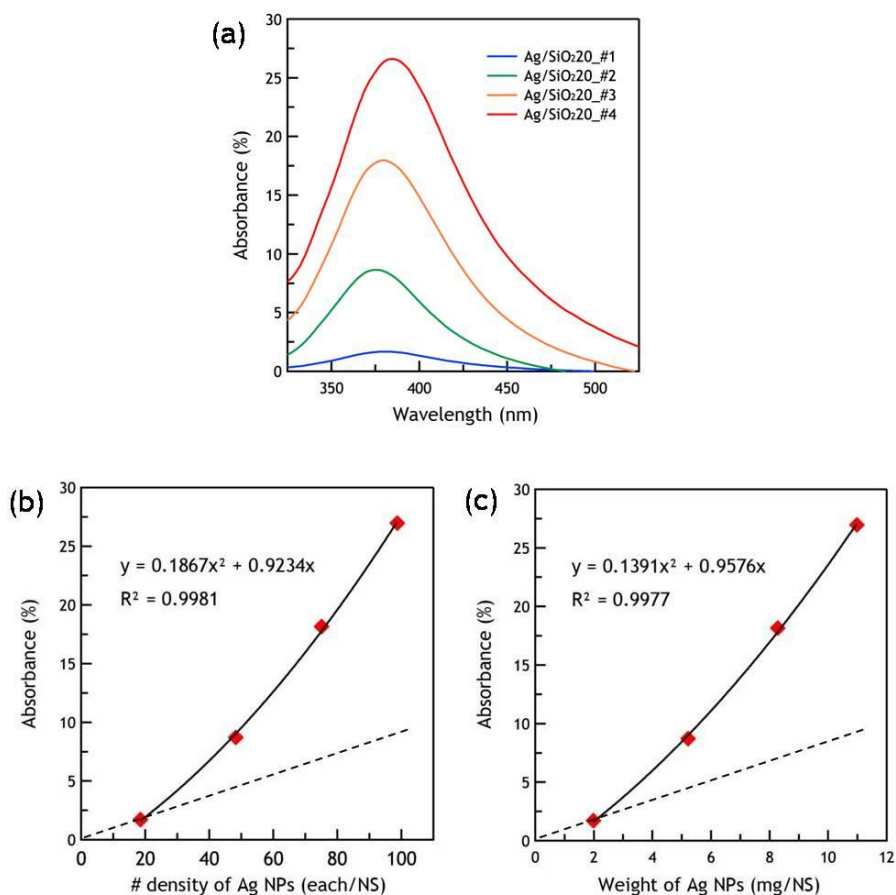 (a)
30
25
20
15
10
5
0
Absorbance (%)
Ag/SiO₂20_#1
Ag/SiO₂20_#2
Ag/SiO₂20_#3
Ag/SiO₂20_#4
350 400 450 500
Wavelength (nm)
(b)
30
25
20
15
10
5
0
Absorbance (%)
y = 0.1867x² + 0.9234x
R² = 0.9981
0 20 40 60 80 100
# density of Ag NPs (each/NS)
(c)
30
25
20
15
10
5
0
Absorbance (%)
y = 0.1391x² + 0.9576x
R² = 0.9977
0 2 4 6 8 10 12
Weight of Ag NPs (mg/NS)